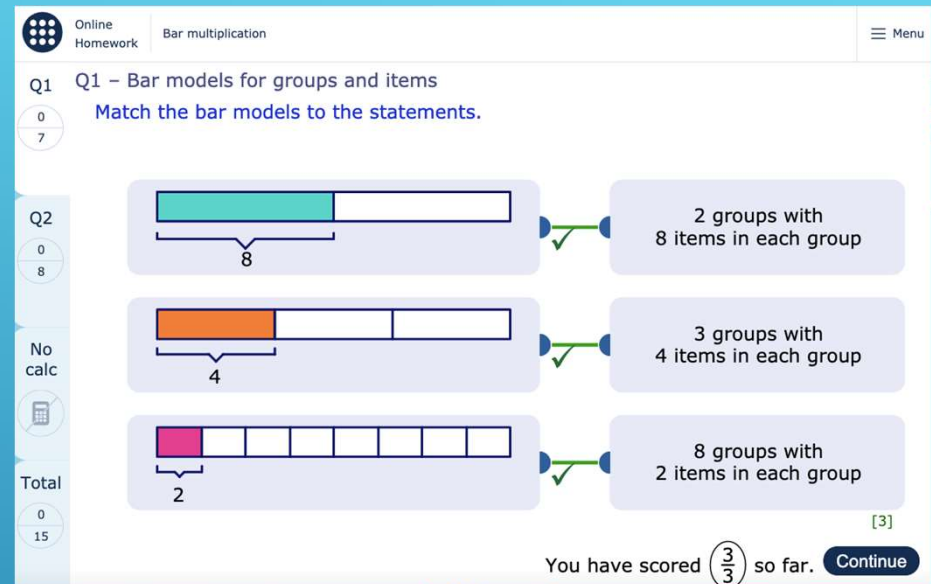 Online
Homework
Bar multiplication
Menu
Q1
0
7
Q1 – Bar models for groups and items
Match the bar models to the statements.
Q2
0
8
No
calc
Total
0
15
8
2 groups with
8 items in each group
4
3 groups with
4 items in each group
2
8 groups with
2 items in each group
[3]
You have scored 3/3 so far.
Continue